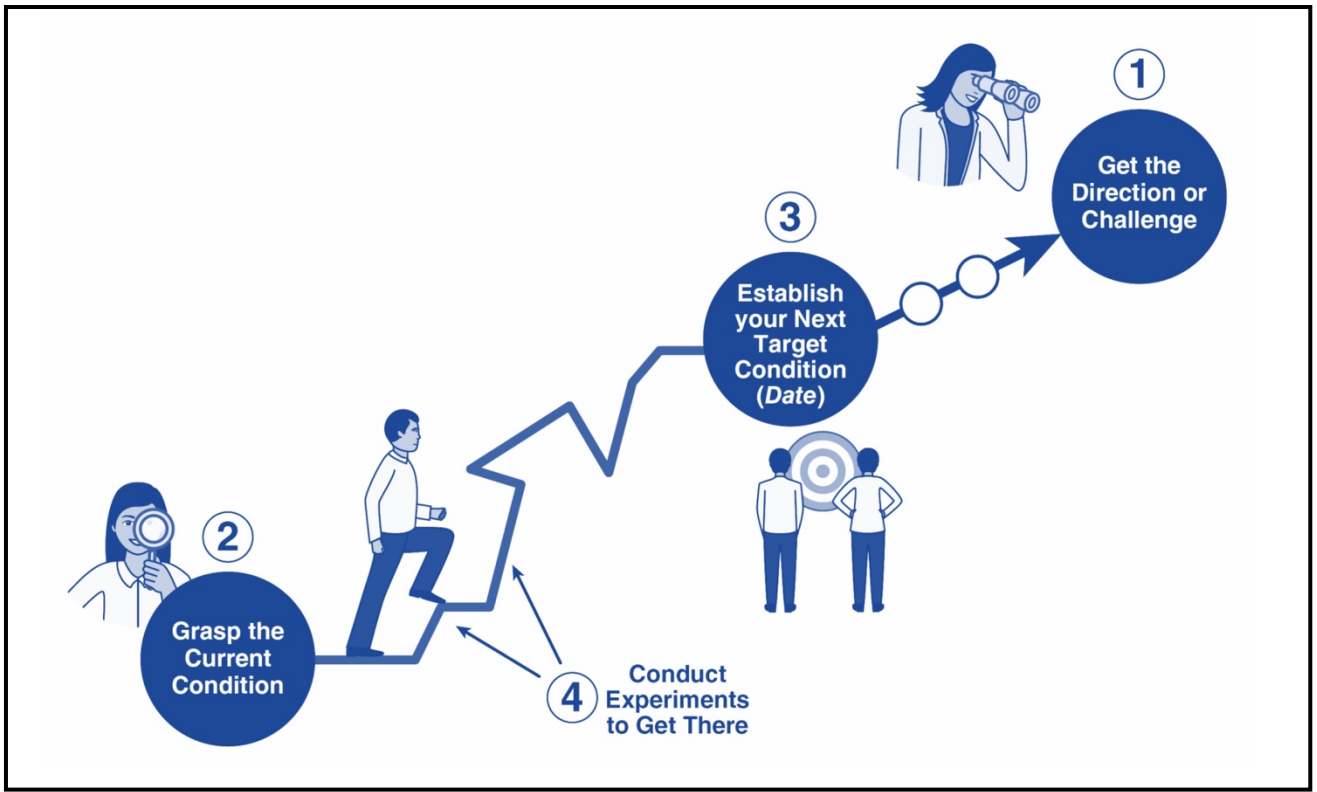 1
Get the
Direction or
Challenge
3
Establish
your Next
Target
Condition
(Date)
2
Grasp the
Current
Condition
4
Conduct
Experiments
to Get There